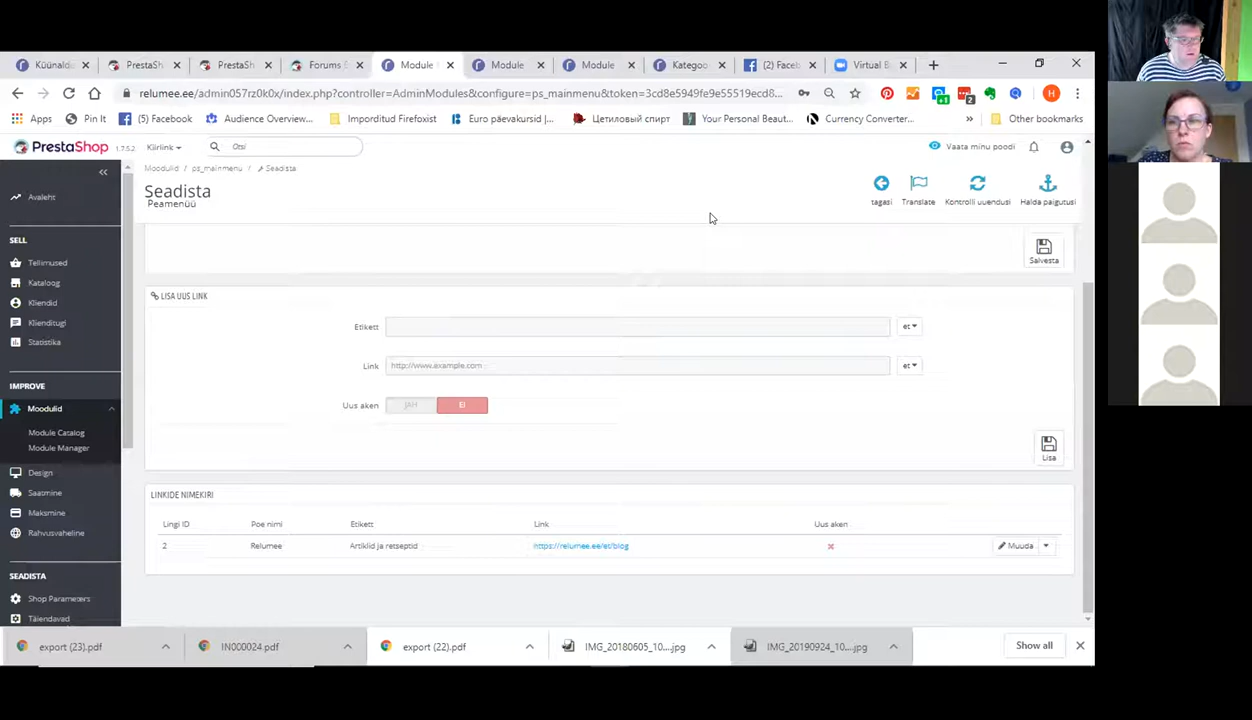 Küünald
PrestaSh
PrestaSh
Forums E
Module
Module
Module
Kategoo
(2) Faceb
Virtual B
relumee.ee/admin057rz0k0x/index.php?controller=AdminModules&configure=ps_mainmenu&token=3cd8e5949fe9e55519ecd8...
Apps
Pin It
(5) Facebook
Audience Overview...
Imporditud Firefoxist
Euro päevakursid |...
Цетиловый спирт
Your Personal Beau...
Currency Converter...
»
Other bookmarks
PrestaShop
1.7.5.2
Kiirlink
Otsi
Vaata minu poodi
Moodulid / ps_mainmenu / Seadista
Seadista
Peamenüü
tagasi
Translate
Kontrolli uuendusi
Halda paigutusi
Avaleht
SELL
Tellimused
Kataloog
Kliendid
Klienditugi
Statistika
IMPROVE
Moodulid
Module Catalog
Module Manager
Design
Saatmine
Maksmine
Rahvusvaheline
SEADISTA
Shop Parameters
Täiendavad
Salvesta
LISA UUS LINK
Etikett
et
Link
http://www.example.com
et
Uus aken
JAH
EI
Lisa
LINKIDE NIMEKIRI
Lingi ID
Poe nimi
Etikett
Link
Uus aken
2
Relumee
Artiklid ja retseptid
https://relumee.ee/et/blog
Muuda
export (23).pdf
IN000024.pdf
export (22).pdf
IMG_20180605_10....jpg
IMG_20190924_10....jpg
Show all